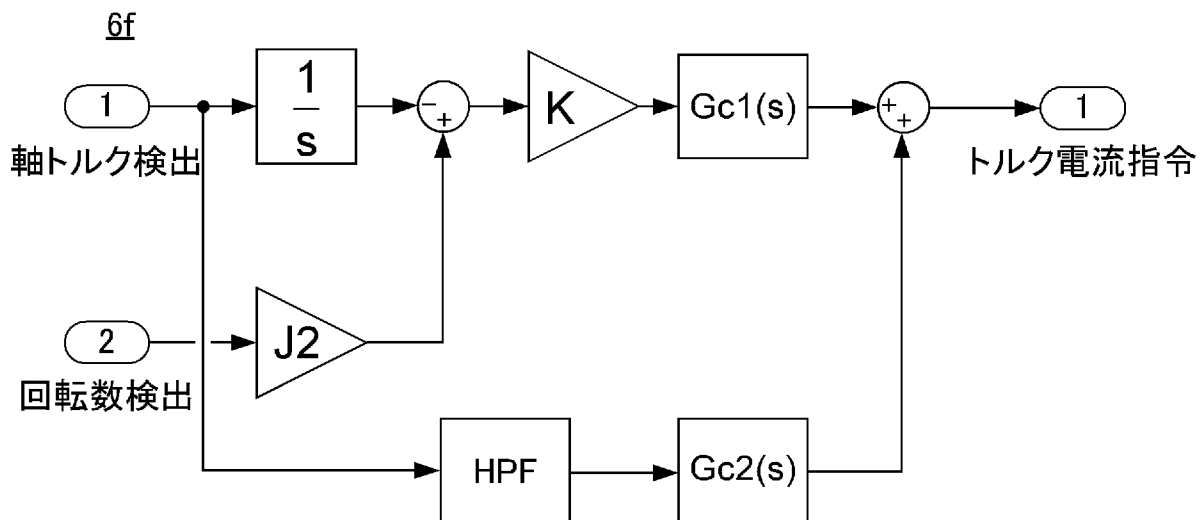 6f
1
軸トルク検出
1
s
−
+
K
Gc1(s)
+
+
1
トルク電流指令
2
回転数検出
J2
HPF
Gc2(s)